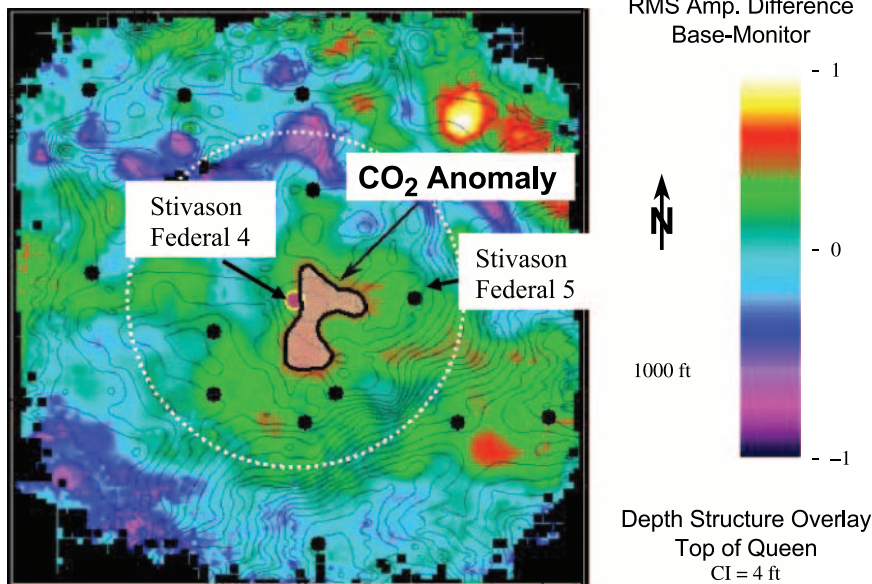 RMS Amp. Difference
Base-Monitor
1
CO2 Anomaly
Stivason
Federal 4
N
0
Stivason
Federal 5
1000 ft
−1
Depth Structure Overlay
Top of Queen
CI = 4 ft